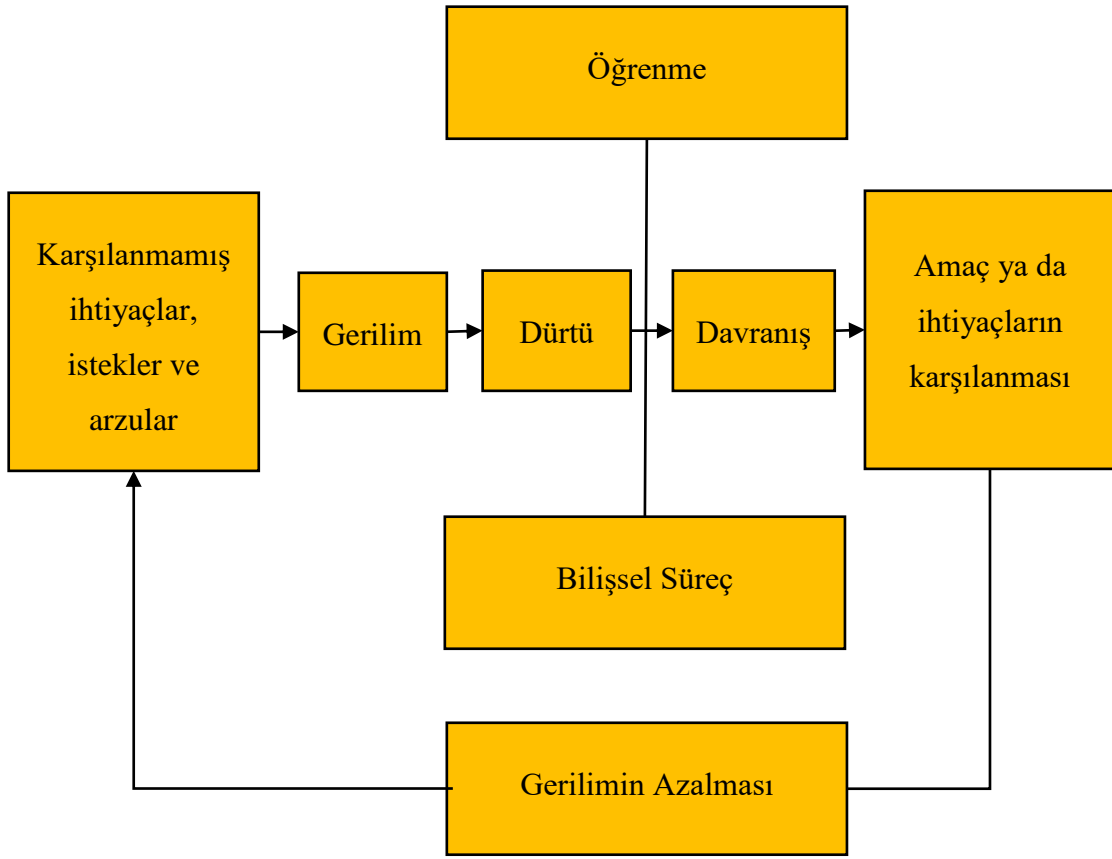 Öğrenme
Karşılanmamış
ihtiyaçlar,
istekler ve
arzular
Gerilim
Dürtü
Davranış
Amaç ya da
ihtiyaçların
karşılanması
Bilişsel Süreç
Gerilimin Azalması